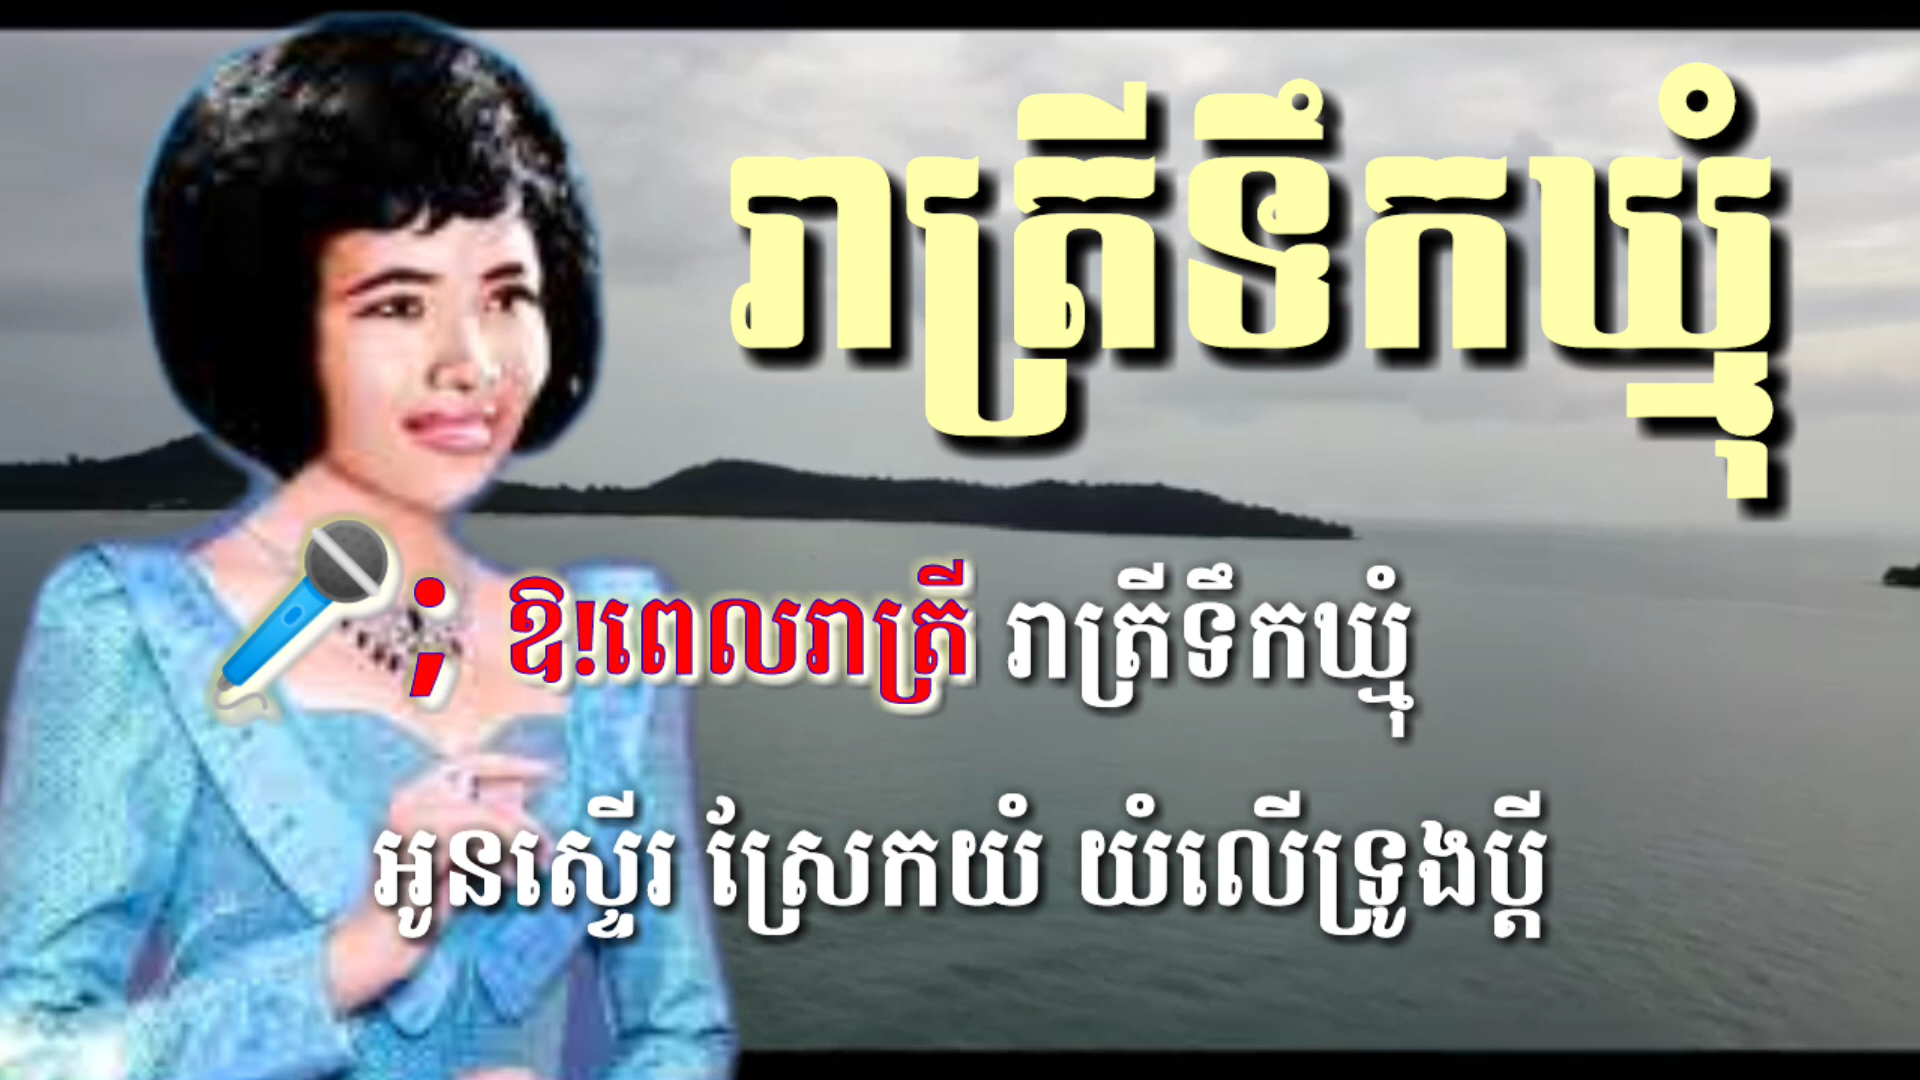 រាត្រីទឹកឃ្មុំ
; ឱ!ពេលរាត្រី រាត្រីទឹកឃ្មុំ
អូនស្ទើរ ស្រែកយំ យំលើទ្រូងប្ដី